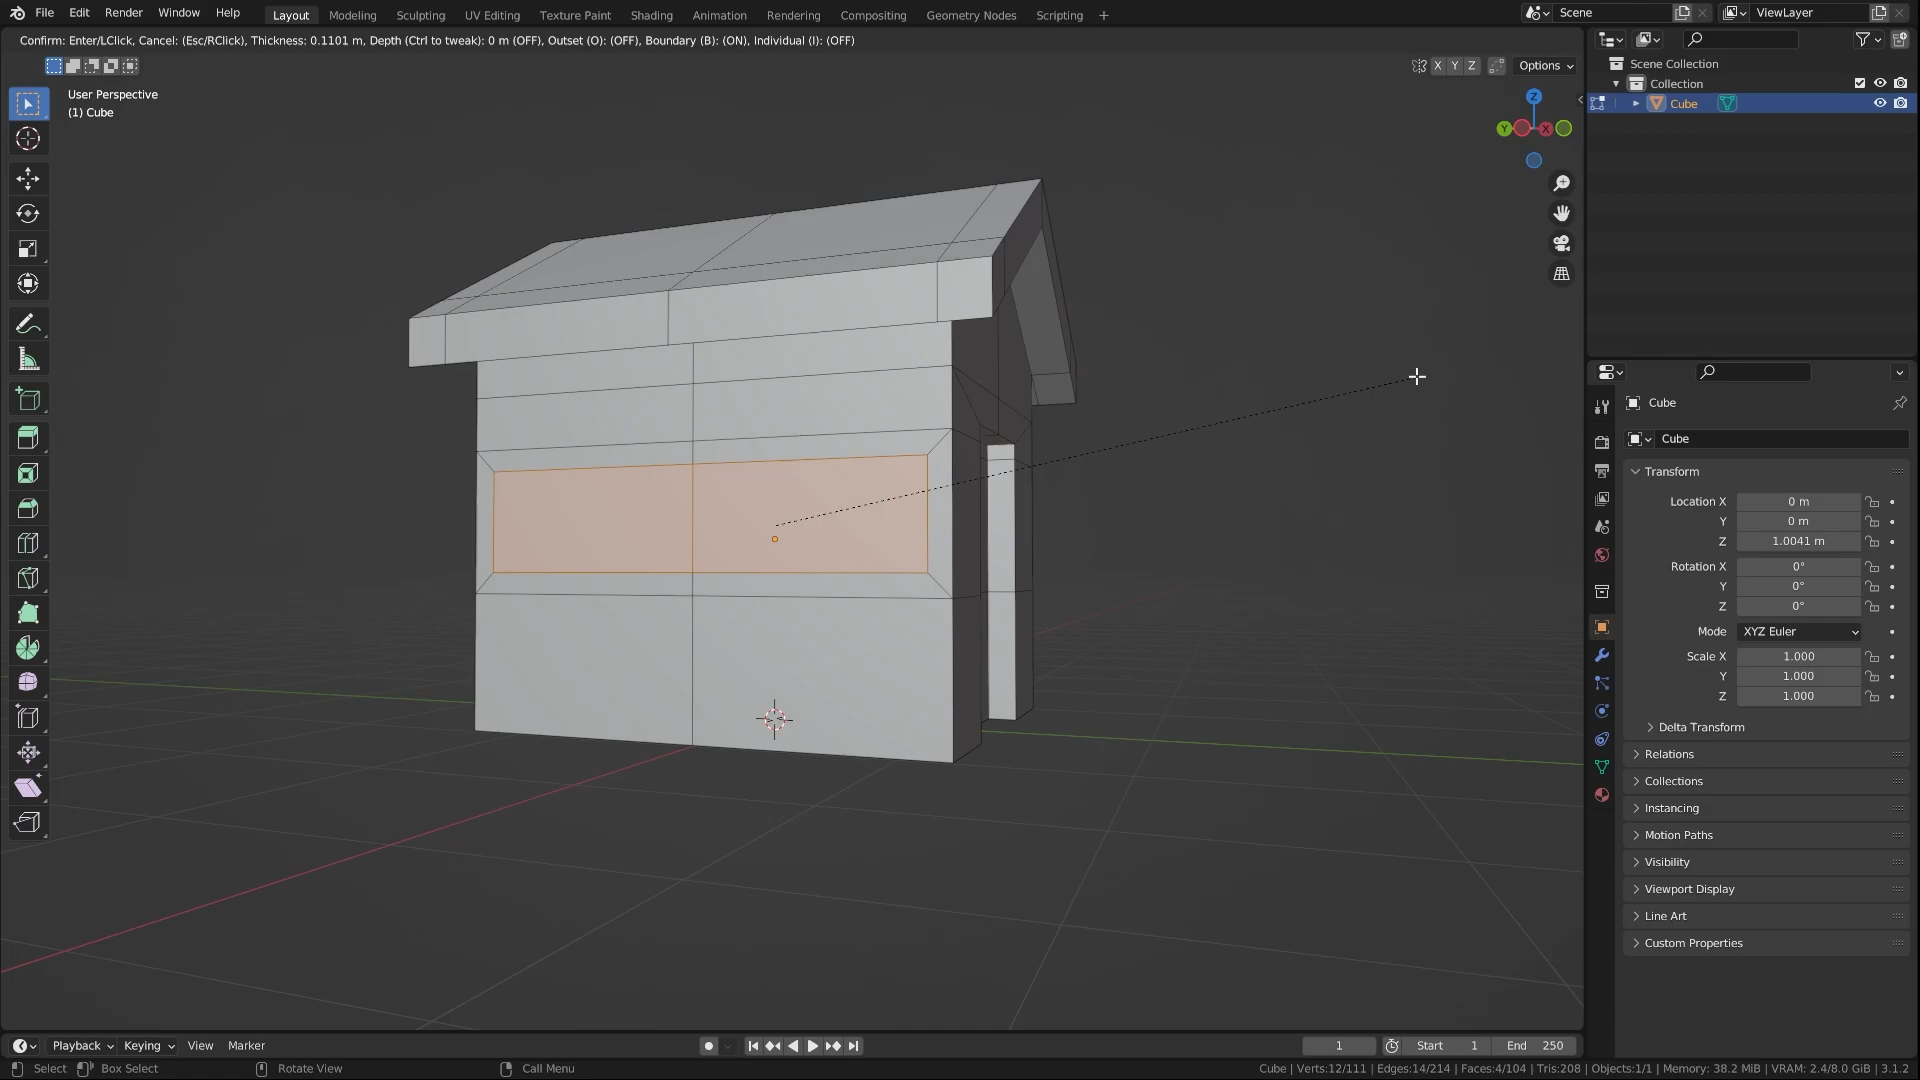 File Edit Render Window Help Layout Modeling Sculpting UV Editing Texture Paint Shading Animation Rendering Compositing Geometry Nodes Scripting + Scene ViewLayer
Confirm: Enter/LClick, Cancel: (Esc/RClick), Thickness: 0.1101 m, Depth (Ctrl to tweak): 0 m (OFF), Outset (O): (OFF), Boundary (B): (ON), Individual (I): (OFF)
X Y Z Options
User Perspective
(1) Cube
Z
Y X
Scene Collection
Collection
Cube
Cube
Cube
Transform
Location X 0 m
Y 0 m
Z 1.0041 m
Rotation X 0°
Y 0°
Z 0°
Mode XYZ Euler
Scale X 1.000
Y 1.000
Z 1.000
Delta Transform
Relations
Collections
Instancing
Motion Paths
Visibility
Viewport Display
Line Art
Custom Properties
Playback Keying View Marker 1 Start 1 End 250
Select Box Select Rotate View Call Menu Cube | Verts:12/111 | Edges:14/214 | Faces:4/104 | Tris:208 | Objects:1/1 | Memory: 38.2 MiB | VRAM: 2.4/8.0 GiB | 3.1.2